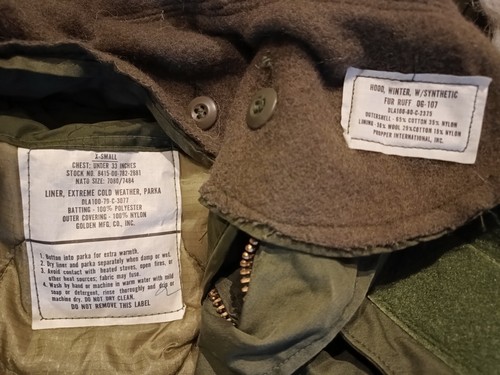 X-SMALL
CHEST: UNDER 33 INCHES
STOCK NO. 8415-00-782-2881
NATO SIZE: 7080/7484
LINER, EXTREME COLD WEATHER, PARKA
DLA100-79-C-3077
BATTING - 100% POLYESTER
OUTER COVERING - 100% NYLON
GOLDEN MFG. CO., INC.
1. Button into parka for extra warmth.
2. Dry liner and parka separately when damp or wet.
3. Avoid contact with heated stoves, open fires, or
other heat sources; fabric may fuse.
4. Wash by hand or machine in warm water with mild
soap or detergent, rinse thoroughly and drip or
machine dry. DO NOT DRY CLEAN.
DO NOT REMOVE THIS LABEL
HOOD, WINTER, W/SYNTHETIC
FUR RUFF OG-107
DLA100-80-C-2375
OUTERSHELL - 65% COTTON 35% NYLON
LINING - 56% WOOL 29% COTTON 15% NYLON
PROPPER INTERNATIONAL, INC.